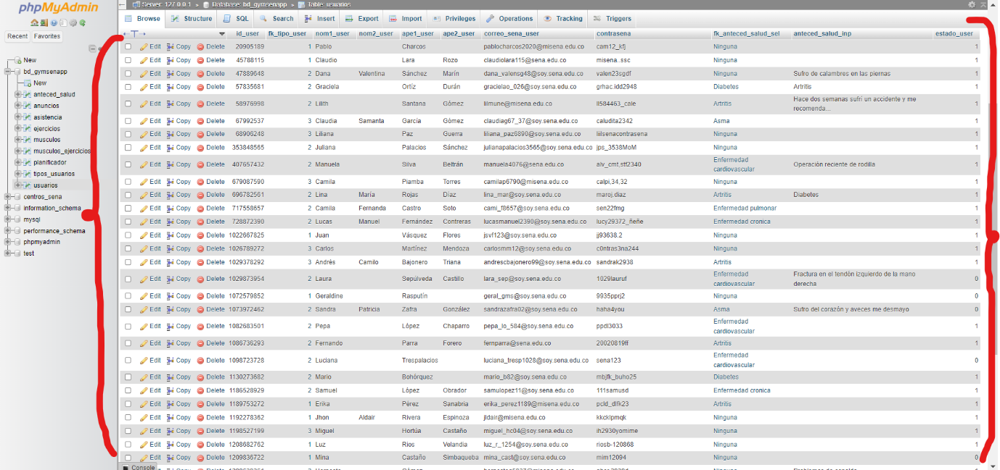 phpMyAdmin
Recent Favorites
New
bd_gymsenapp
New
anteced_salud
anuncios
asistencia
ejercicios
musculos
musculos_ejercicios
planificador
tipos_usuarios
usuarios
centros_sena
information_schema
mysql
performance_schema
phpmyadmin
test
Server: 127.0.0.1 » Database: bd_gymsenapp » Table: usuarios
Browse Structure SQL Search Insert Export Import Privileges Operations Tracking Triggers
id_user fk_tipo_user nom1_user nom2_user ape1_user ape2_user correo_sena_user contrasena fk_anteced_salud_sel anteced_salud_inp estado_user
Edit Copy Delete 20905189 1 Pablo Charcos pablocharcos2020@misena.edu.co cam12_kfj Ninguna 1
Edit Copy Delete 45788115 1 Claudio Lara Rozo claudiolara115@sena.edu.co misena..ssc Ninguna 1
Edit Copy Delete 47889648 2 Dana Valentina Sánchez Marín dana_valensg48@soy.sena.edu.co valen23sgdf Ninguna Sufro de calambres en las piernas 1
Edit Copy Delete 57835681 2 Graciela Ortíz Durán gracielao_026@soy.sena.edu.co grhac.idd2948 Diabetes Artritis 1
Edit Copy Delete 58976998 2 Lilith Santana Gómez lilmune@misena.edu.co ll584463_cale Artritis Hace dos semanas sufrí un accidente y me
recomenda... 1
Edit Copy Delete 67992537 3 Claudia Samanta García Gómez claudiag67_37@soy.sena.edu.co caludita2342 Asma 1
Edit Copy Delete 68906248 3 Liliana Paz Guerra liliana_paz6890@soy.sena.edu.co liilsenacontrasena Ninguna 1
Edit Copy Delete 353848565 2 Juliana Palacios Sánchez julianapalacios3565@soy.sena.edu.co jps_3538MoM Ninguna 1
Edit Copy Delete 407657432 2 Manuela Silva Beltrán manuela4076@sena.edu.co alv_cmt,stf2340 Enfermedad
cardiovascular Operación reciente de rodilla 1
Edit Copy Delete 679087590 3 Camila Piamba Torres camilap6790@misena.edu.co calpi,34,32 Ninguna 1
Edit Copy Delete 696782561 2 Lina María Rojas Díaz lina_mar@soy.sena.edu.co maroj.diaz Artritis Diabetes 1
Edit Copy Delete 717558657 2 Camila Fernanda Castro Soto cami_f8657@soy.sena.edu.co sen22fmg Enfermedad pulmonar 1
Edit Copy Delete 728872390 2 Lucas Manuel Fernández Contreras lucasmanuel2390@soy.sena.edu.co lucy29372_ñeñe Enfermedad cronica 1
Edit Copy Delete 1022667825 1 Juan Vásquez Flores jsvf123@soy.sena.edu.co jj93638.2 Ninguna 1
Edit Copy Delete 1026789272 3 Carlos Martínez Mendoza carlosmm12@soy.sena.edu.co c0ntras3na244 Ninguna 1
Edit Copy Delete 1029378292 3 Andrés Camilo Bajonero Triana andrescbajonero99@soy.sena.edu.co sandrak2938 Artritis 1
Edit Copy Delete 1029873954 2 Laura Sepúlveda Castillo lara_sep@soy.sena.edu.co 1029lauruf Enfermedad
cardiovascular Fractura en el tendón izquierdo de la mano
derecha 0
Edit Copy Delete 1072579852 1 Geraldine Rasputín geral_gms@soy.sena.edu.co 9935pprj2 Ninguna 0
Edit Copy Delete 1073972462 2 Sandra Patricia Zafra González sandrazafra02@soy.sena.edu.co haha4you Asma Sufro del corazón y aveces me desmayo 0
Edit Copy Delete 1082683501 2 Pepa López Chaparro pepa_lo_584@soy.sena.edu.co ppdl3033 Enfermedad
cardiovascular 1
Edit Copy Delete 1086736293 2 Fernando Parra Forero fernparra@sena.edu.co 20020819ff Artritis 1
Edit Copy Delete 1098723728 2 Luciana Trespalacios luciana_tresp1028@soy.sena.edu.co sena123 Enfermedad
cardiovascular 0
Edit Copy Delete 1130273682 2 Mario Bohórquez mario_b82@soy.sena.edu.co mbjfk_buho25 Diabetes 1
Edit Copy Delete 1186528929 2 Samuel López Obrador samulopez11@soy.sena.edu.co 111samusd Enfermedad cronica 1
Edit Copy Delete 1189753272 1 Erika Pérez Sanabria erika_perez1189@misena.edu.co pcld_dlfk23 Artritis 1
Edit Copy Delete 1192278362 1 Jhon Aldair Rivera Espinoza jldair@misena.edu.co kkcklpmqk Ninguna 1
Edit Copy Delete 1198527199 3 Miguel Hortúa Castaño miguel_hc04@soy.sena.edu.co ih2930yomime Ninguna 1
Edit Copy Delete 1208682762 1 Luz Rios Velandia luz_r_1254@soy.sena.edu.co riosb-120868 Ninguna 1
Edit Copy Delete 1209836722 1 Mina Castaño Simbaqueba mina_cast@soy.sena.edu.co mim12094 Ninguna 0
Console